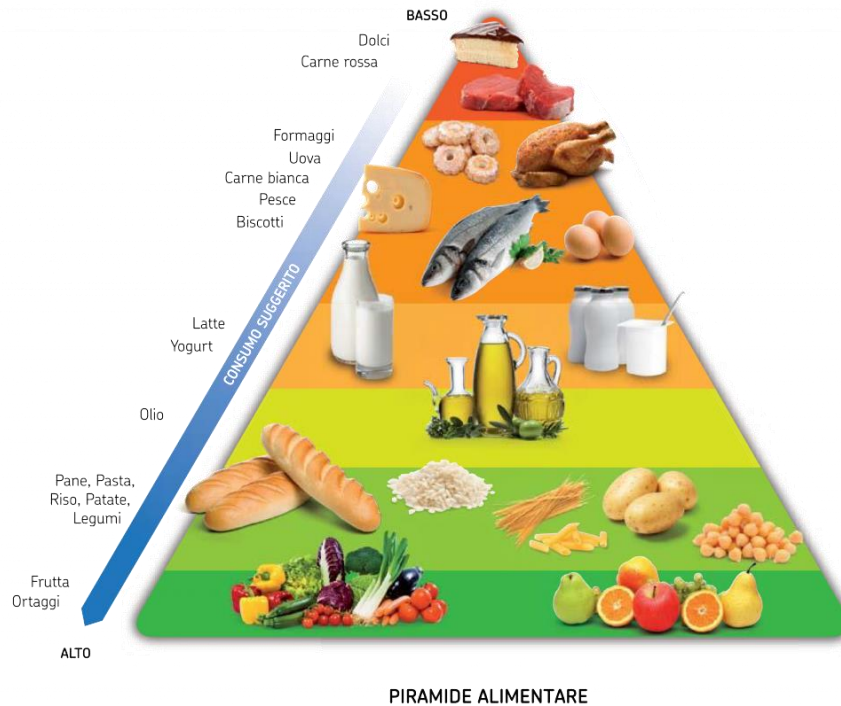 BASSO
Dolci
Carne rossa
Formaggi
Uova
Carne bianca
Pesce
Biscotti
CONSUMO SUGGERITO
Latte
Yogurt
Olio
Pane, Pasta,
Riso, Patate,
Legumi
Frutta
Ortaggi
ALTO
PIRAMIDE ALIMENTARE